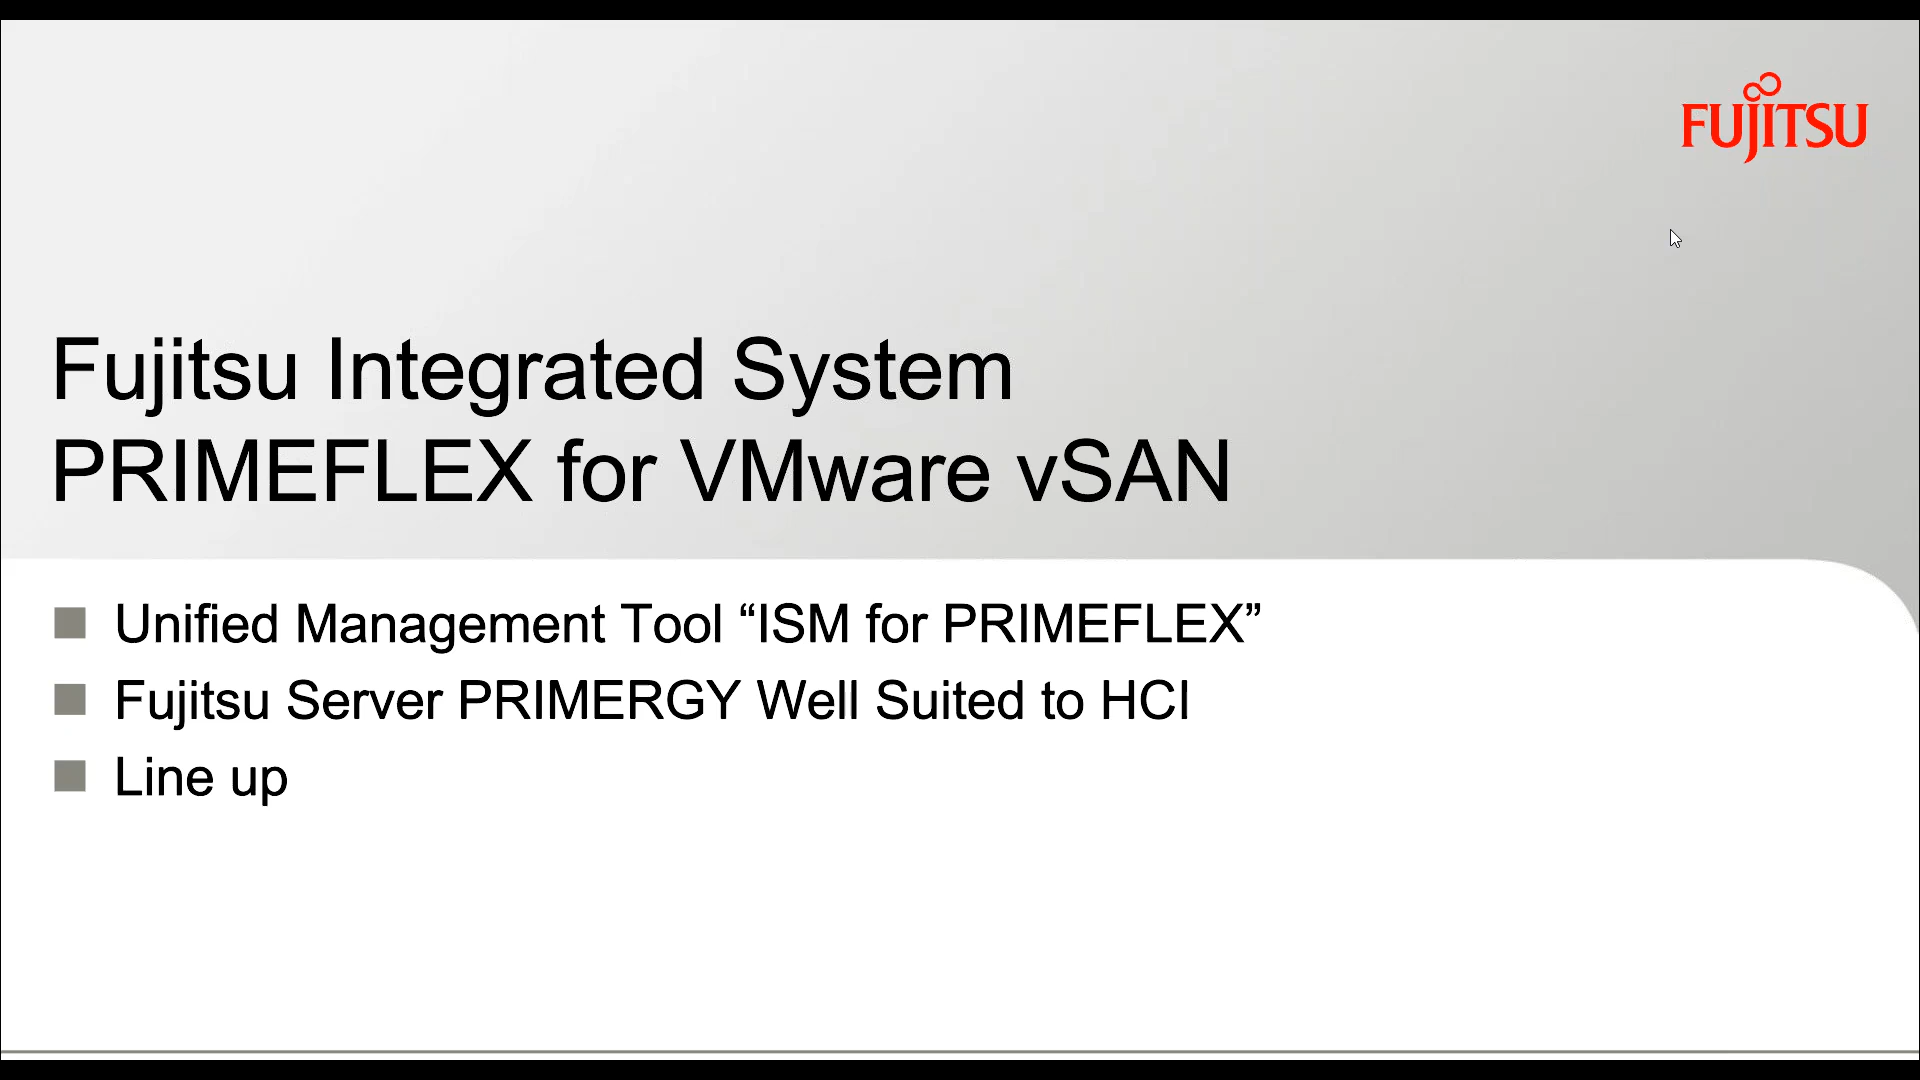 FUJITSU
Fujitsu Integrated System
PRIMEFLEX for VMware vSAN
Unified Management Tool “ISM for PRIMEFLEX”
Fujitsu Server PRIMERGY Well Suited to HCI
Line up